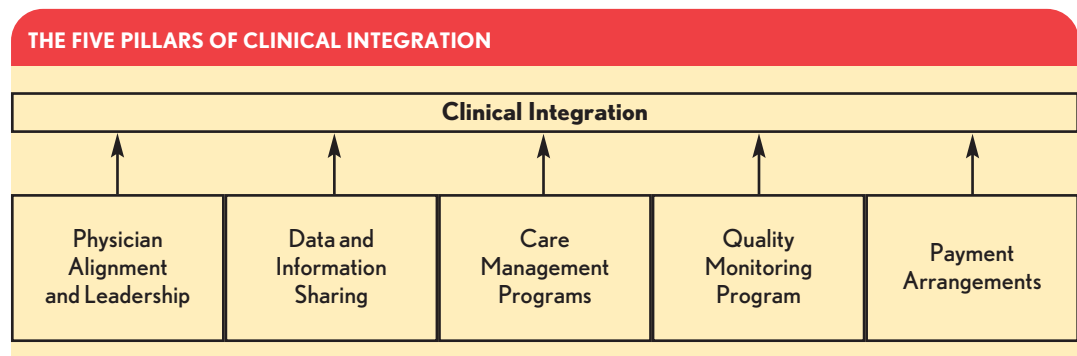 THE FIVE PILLARS OF CLINICAL INTEGRATION
Clinical Integration
Physician
Alignment
and Leadership
Data and
Information
Sharing
Care
Management
Programs
Quality
Monitoring
Program
Payment
Arrangements